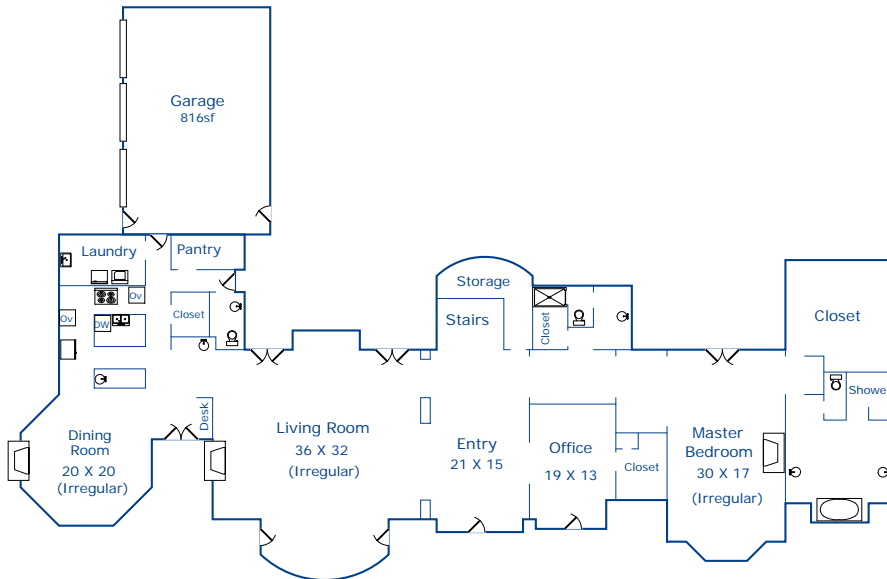 Garage
816sf
Laundry
Pantry
Ov
Closet
Ov
DW
Storage
Stairs
Closet
Closet
Shower
Desk
Living Room
36 X 32
(Irregular)
Dining
Room
20 X 20
(Irregular)
Entry
21 X 15
Office
19 X 13
Closet
Master
Bedroom
30 X 17
(Irregular)